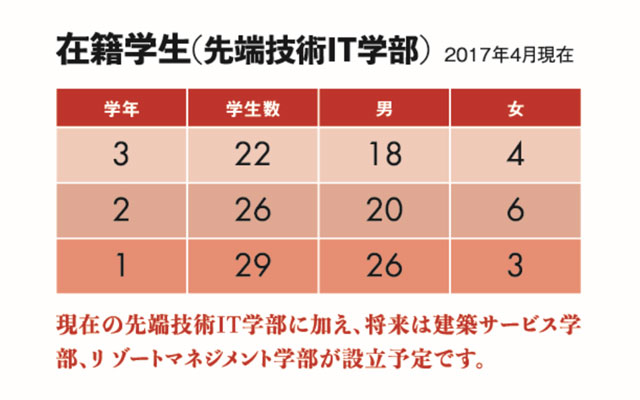 在籍学生（先端技術IT学部） 2017年4月現在
学年 学生数 男 女
3 22 18 4
2 26 20 6
1 29 26 3
現在の先端技術IT学部に加え、将来は建築サービス学
部、リゾートマネジメント学部が設立予定です。